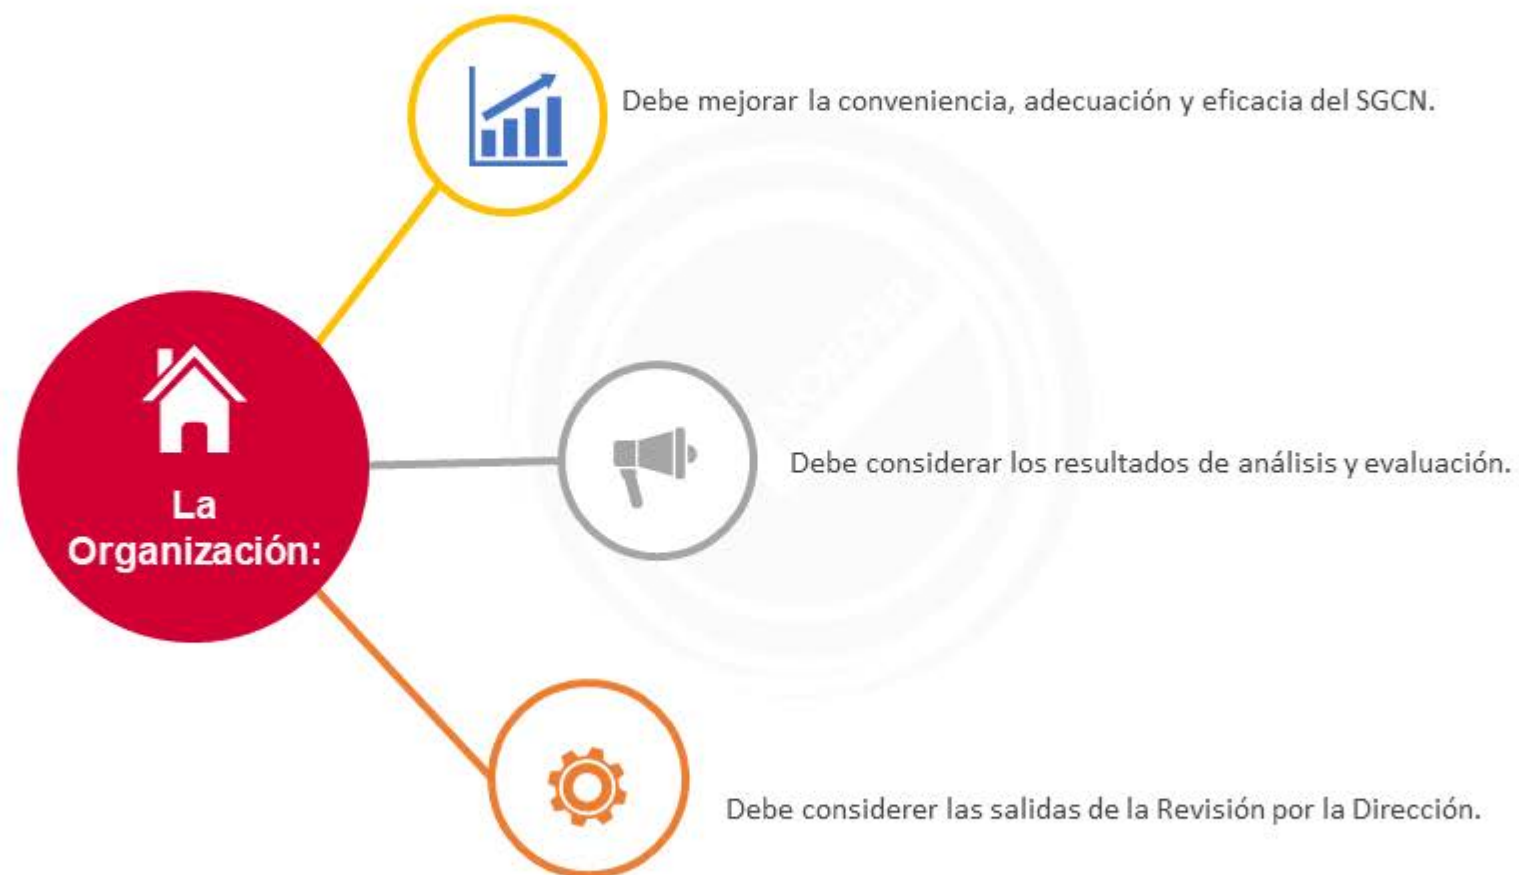 Debe mejorar la conveniencia, adecuación y eficacia del SGCN.
La
Organización:
Debe considerar los resultados de análisis y evaluación.
Debe considerer las salidas de la Revisión por la Dirección.